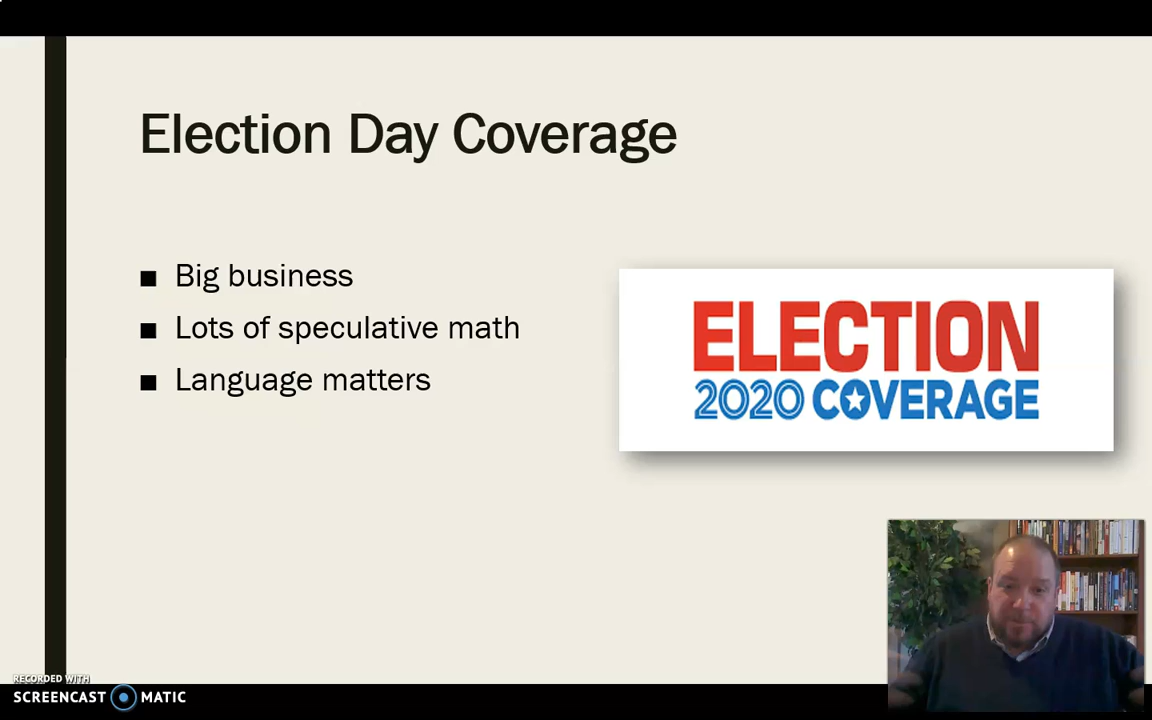 Election Day Coverage
■ Big business
■ Lots of speculative math
■ Language matters
ELECTION
2020 COVERAGE
RECORDED WITH
SCREENCAST MATIC